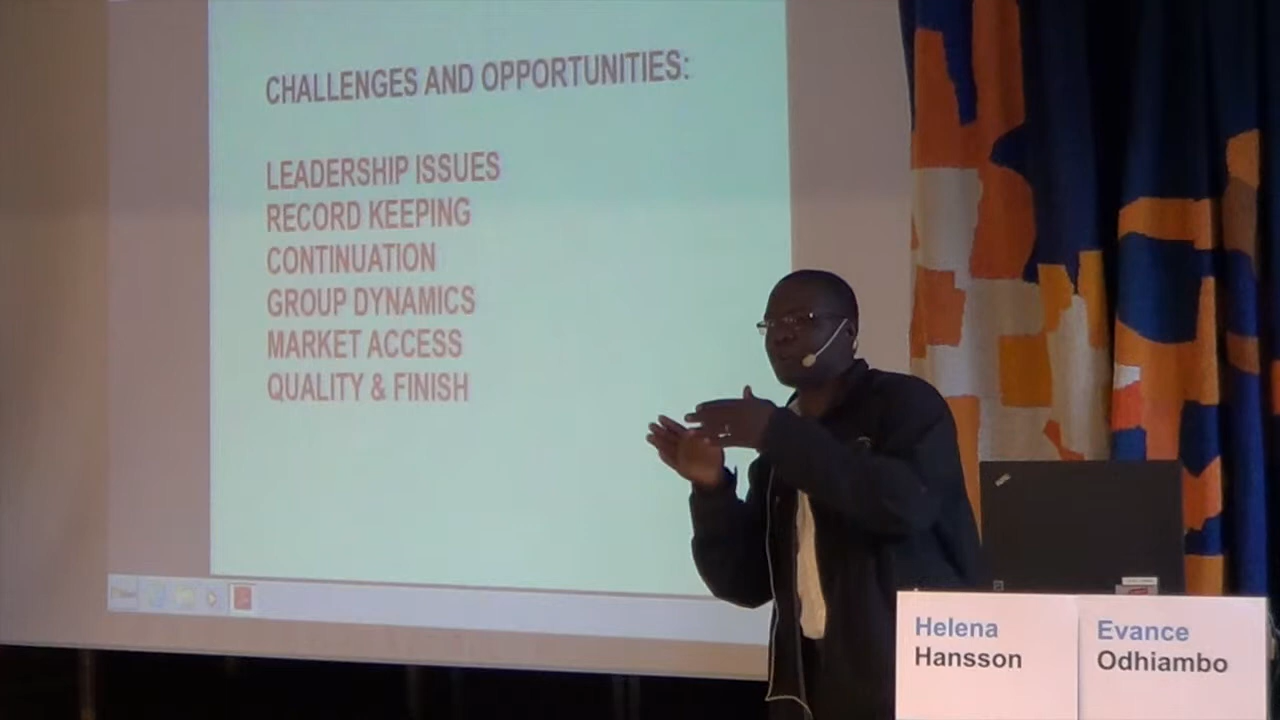 CHALLENGES AND OPPORTUNITIES:
LEADERSHIP ISSUES
RECORD KEEPING
CONTINUATION
GROUP DYNAMICS
MARKET ACCESS
QUALITY & FINISH
Helena
Hansson
Evance
Odhiambo